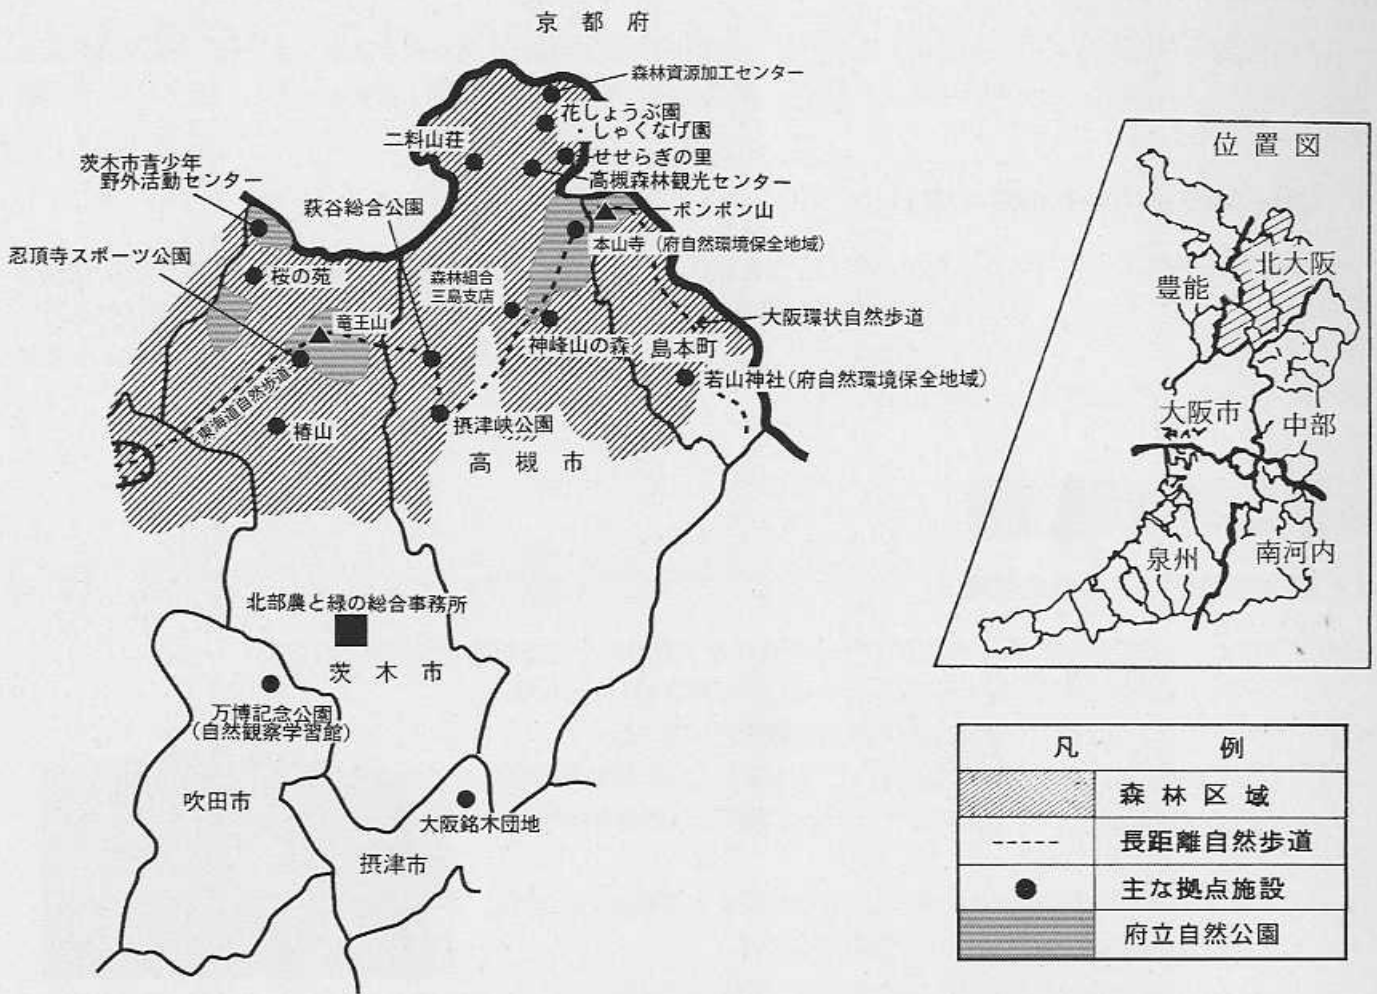 京都府
森林資源加工センター
花しょうぶ園
・しゃくなげ園
二料山荘
せせらぎの里
高槻森林観光センター
茨木市青少年
野外活動センター
萩谷総合公園
ポンポン山
忍頂寺スポーツ公園
本山寺（府自然環境保全地域）
桜の苑
森林組合
三島支店
竜王山
大阪環状自然歩道
神峰山の森
島本町
若山神社（府自然環境保全地域）
東海道自然歩道
椿山
摂津峡公園
高槻市
北部農と緑の総合事務所
茨木市
万博記念公園
（自然観察学習館）
吹田市
大阪銘木団地
摂津市
位置図
北大阪
豊能
大阪市
中部
泉州
南河内
凡例
森林区域
長距離自然歩道
主な拠点施設
府立自然公園